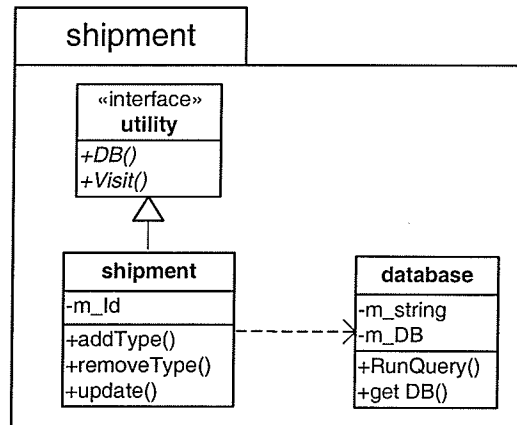 shipment
«interface»
utility
+DB()
+Visit()
shipment
-m_Id
+addType()
+removeType()
+update()
database
-m_string
-m_DB
+RunQuery()
+get DB()